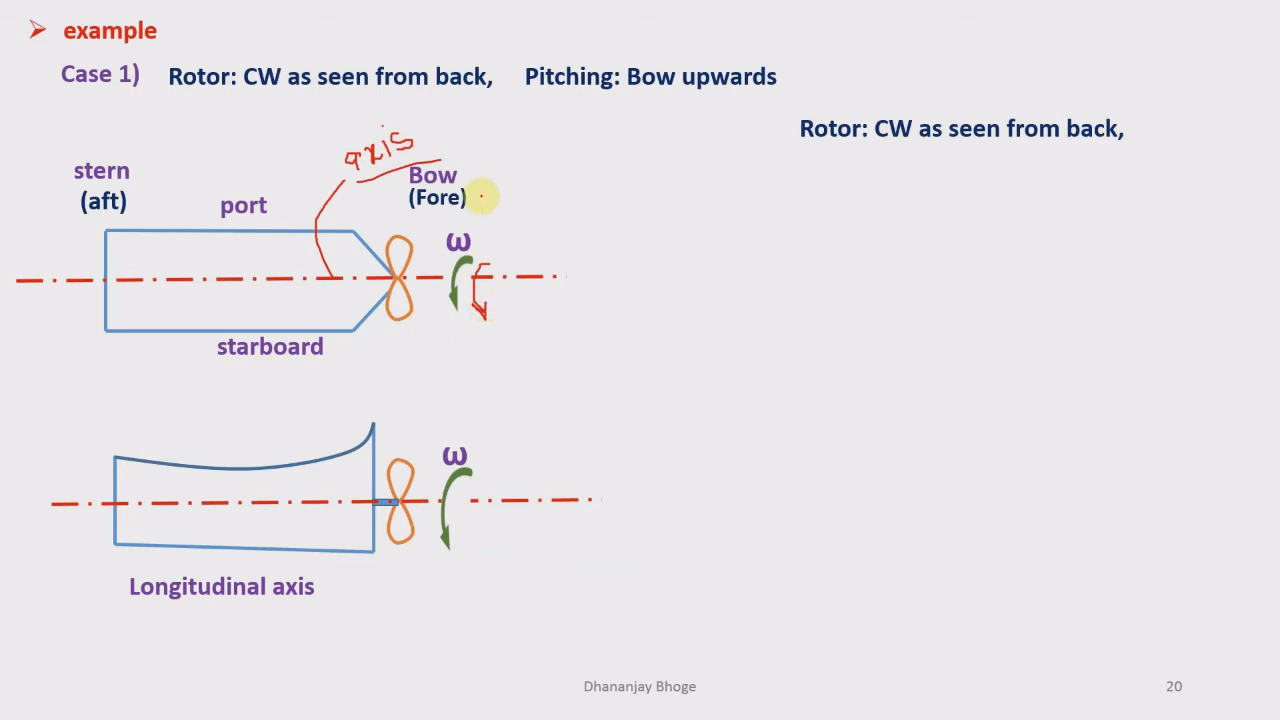 example
Case 1) Rotor: CW as seen from back, Pitching: Bow upwards
Rotor: CW as seen from back,
axis
stern
(aft)
port
Bow
(Fore)
ω
starboard
ω
Longitudinal axis
Dhananjay Bhoge
20